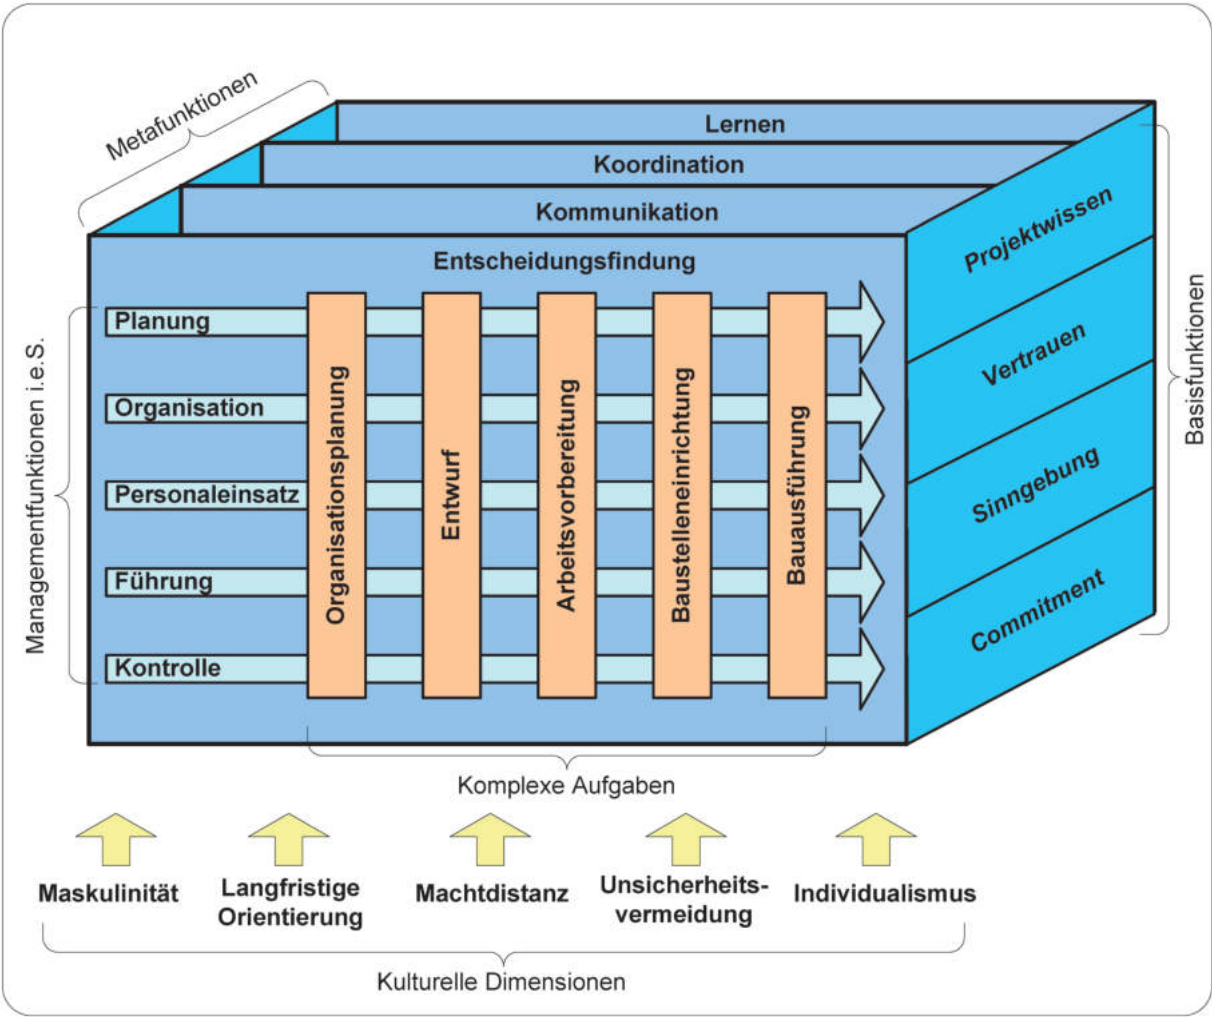 Metafunktionen
Lernen
Koordination
Kommunikation
Entscheidungsfindung
Managementfunktionen i.e.S.
Planung
Organisation
Personaleinsatz
Führung
Kontrolle
Organisationsplanung
Entwurf
Arbeitsvorbereitung
Baustelleneinrichtung
Bauausführung
Projektwissen
Vertrauen
Sinngebung
Commitment
Basisfunktionen
Komplexe Aufgaben
Maskulinität
Langfristige
Orientierung
Machtdistanz
Unsicherheits-
vermeidung
Individualismus
Kulturelle Dimensionen